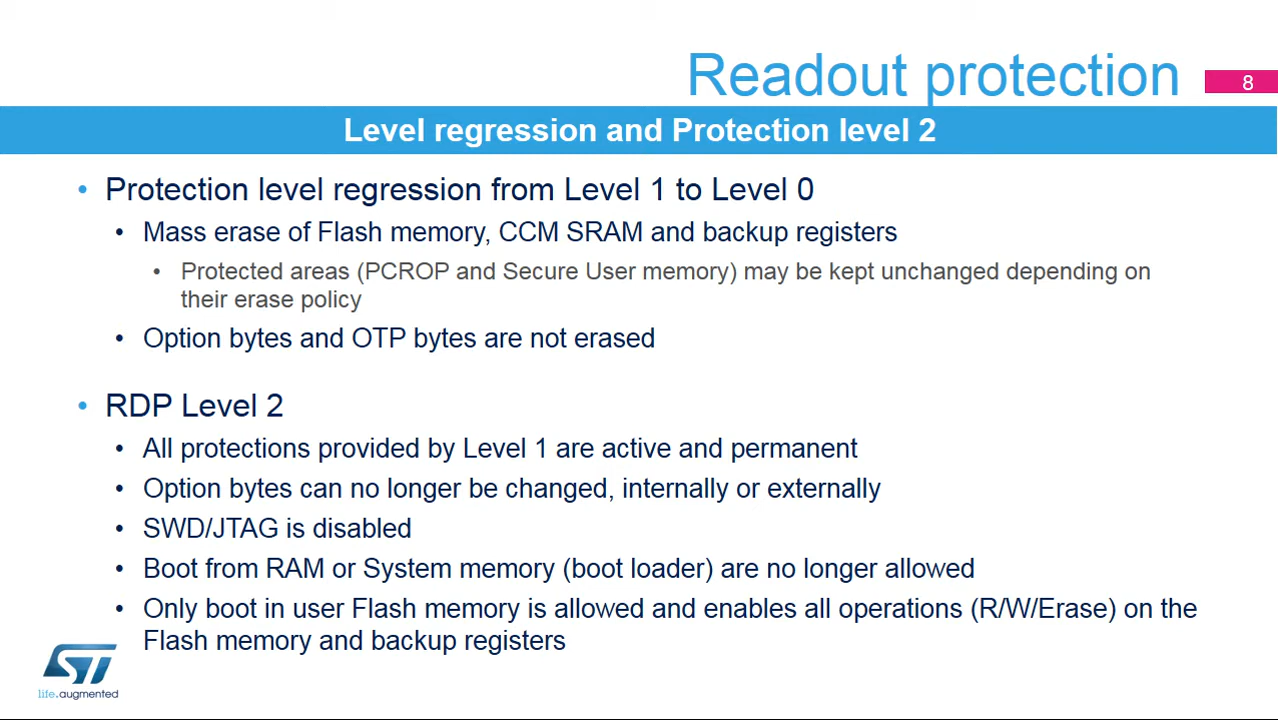 Readout protection
8
Level regression and Protection level 2
• Protection level regression from Level 1 to Level 0
• Mass erase of Flash memory, CCM SRAM and backup registers
• Protected areas (PCROP and Secure User memory) may be kept unchanged depending on
their erase policy
• Option bytes and OTP bytes are not erased
• RDP Level 2
• All protections provided by Level 1 are active and permanent
• Option bytes can no longer be changed, internally or externally
• SWD/JTAG is disabled
• Boot from RAM or System memory (boot loader) are no longer allowed
• Only boot in user Flash memory is allowed and enables all operations (R/W/Erase) on the
Flash memory and backup registers
ST
life.augmented